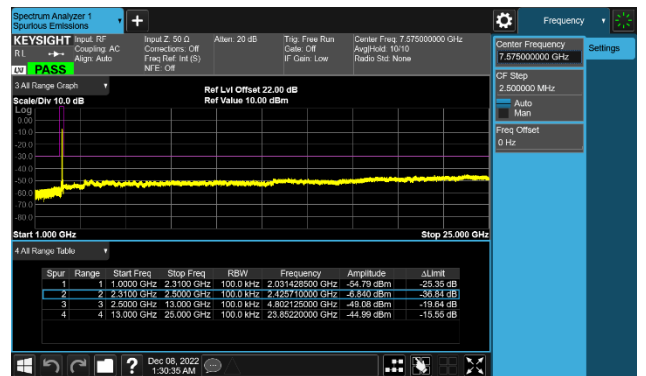 Spectrum Analyzer 1
Spurious Emissions
+
Frequency
KEYSIGHT Input: RF Input Z: 50 Ω Atten: 20 dB Trig: Free Run Center Freq: 7.575000000 GHz
RL Coupling: AC Corrections: Off Gate: Off Avg|Hold: 10/10
Align: Auto Freq Ref: Int (S) IF Gain: Low Radio Std: None
NFE: Off
LXI PASS
Center Frequency
7.575000000 GHz
Settings
CF Step
2.500000 MHz
Auto
Man
Freq Offset
0 Hz
3 All Range Graph
Ref Lvl Offset 22.00 dB
Scale/Div 10.0 dB Ref Value 10.00 dBm
Log
0.00
-10.0
-20.0
-30.0
-40.0
-50.0
-60.0
-70.0
-80.0
Start 1.000 GHz Stop 25.000 GHz
4 All Range Table
Spur Range Start Freq Stop Freq RBW Frequency Amplitude ΔLimit
1 1 1.0000 GHz 2.3100 GHz 100.0 kHz 2.031428500 GHz -54.79 dBm -25.35 dB
2 2 2.3100 GHz 2.5000 GHz 100.0 kHz 2.425710000 GHz -6.840 dBm -36.84 dB
3 3 2.5000 GHz 13.000 GHz 100.0 kHz 4.802125000 GHz -49.08 dBm -19.64 dB
4 4 13.000 GHz 25.000 GHz 100.0 kHz 23.85220000 GHz -44.99 dBm -15.55 dB
? Dec 08, 2022
1:30:35 AM